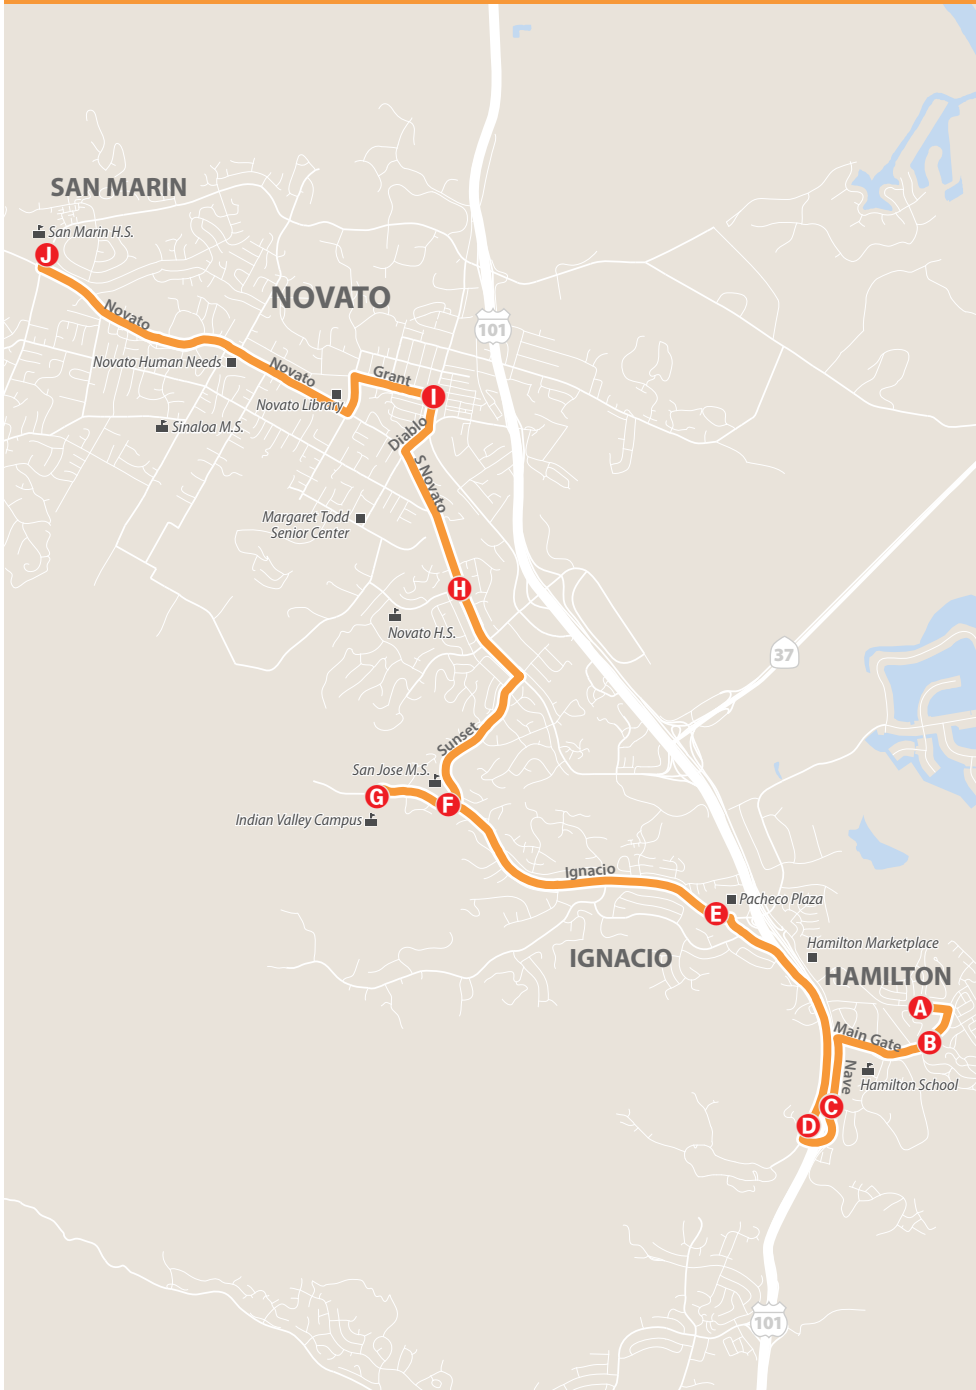 SAN MARIN
San Marin H.S.
J
NOVATO
Novato
101
Novato Human Needs
Novato
Grant
Novato Library
I
Sinaloa M.S.
Diablo
S Novato
Margaret Todd
Senior Center
H
Novato H.S.
37
Sunset
San Jose M.S.
G
F
Indian Valley Campus
Ignacio
E
Pacheco Plaza
Hamilton Marketplace
IGNACIO
HAMILTON
A
Main Gate
B
Nave
Hamilton School
C
D
101